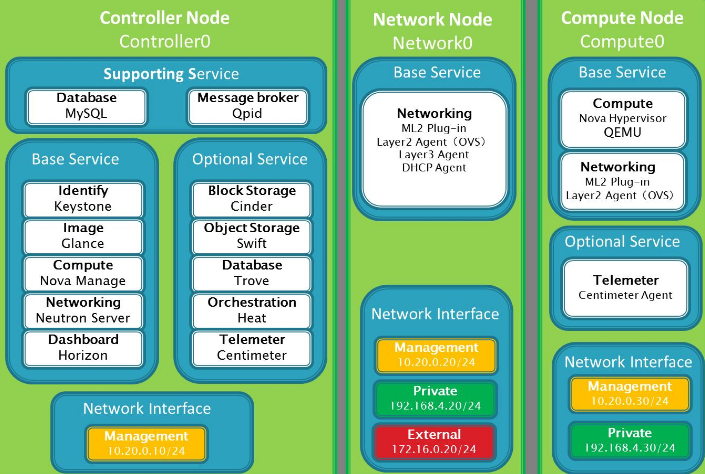 Controller Node
Controller0
Supporting Service
Database
MySQL
Message broker
Qpid
Base Service
Identify
Keystone
Image
Glance
Compute
Nova Manage
Networking
Neutron Server
Dashboard
Horizon
Optional Service
Block Storage
Cinder
Object Storage
Swift
Database
Trove
Orchestration
Heat
Telemeter
Centimeter
Network Interface
Management
10.20.0.10/24
Network Node
Network0
Base Service
Networking
ML2 Plug-in
Layer2 Agent（OVS）
Layer3 Agent
DHCP Agent
Network Interface
Management
10.20.0.20/24
Private
192.168.4.20/24
External
172.16.0.20/24
Compute Node
Compute0
Base Service
Compute
Nova Hypervisor
QEMU
Networking
ML2 Plug-in
Layer2 Agent（OVS）
Optional Service
Telemeter
Centimeter Agent
Network Interface
Management
10.20.0.30/24
Private
192.168.4.30/24